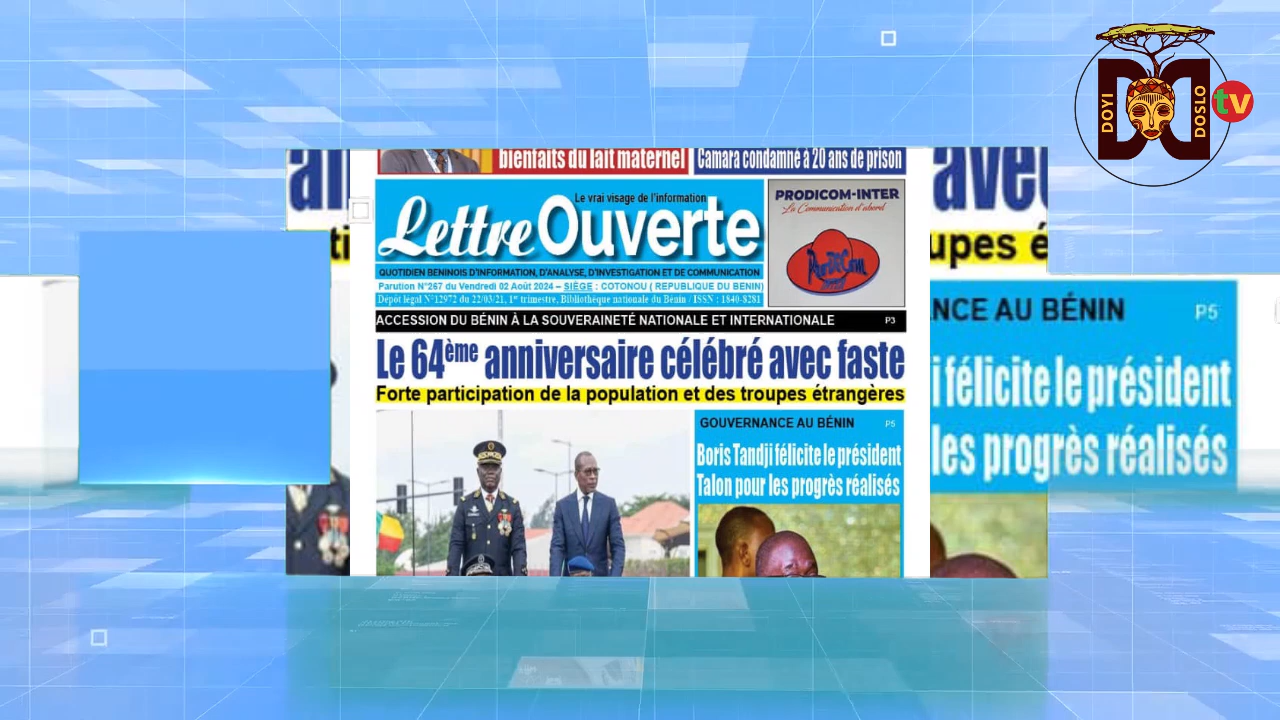 DOYI
DOSLO
tv
bienfaits du lait maternel
Camara condamné à 20 ans de prison
Le vrai visage de l'information
Lettre Ouverte
QUOTIDIEN BENINOIS D'INFORMATION, D'ANALYSE, D'INVESTIGATION ET DE COMMUNICATION
Parution N°267 du Vendredi 02 Août 2024 – SIÈGE : COTONOU ( REPUBLIQUE DU BENIN)
Dépôt légal N°12972 du 22/03/21, 1er trimestre, Bibliothèque nationale du Bénin / ISSN : 1840-8281
PRODICOM-INTER
La Communication d'abord
ACCESSION DU BÉNIN À LA SOUVERAINETÉ NATIONALE ET INTERNATIONALE P3
Le 64ème anniversaire célébré avec faste
Forte participation de la population et des troupes étrangères
GOUVERNANCE AU BÉNIN P5
Boris Tandji félicite le président
Talon pour les progrès réalisés
avec
upes é
NCE AU BÉNIN P5
i félicite le président
les progrès réalisés